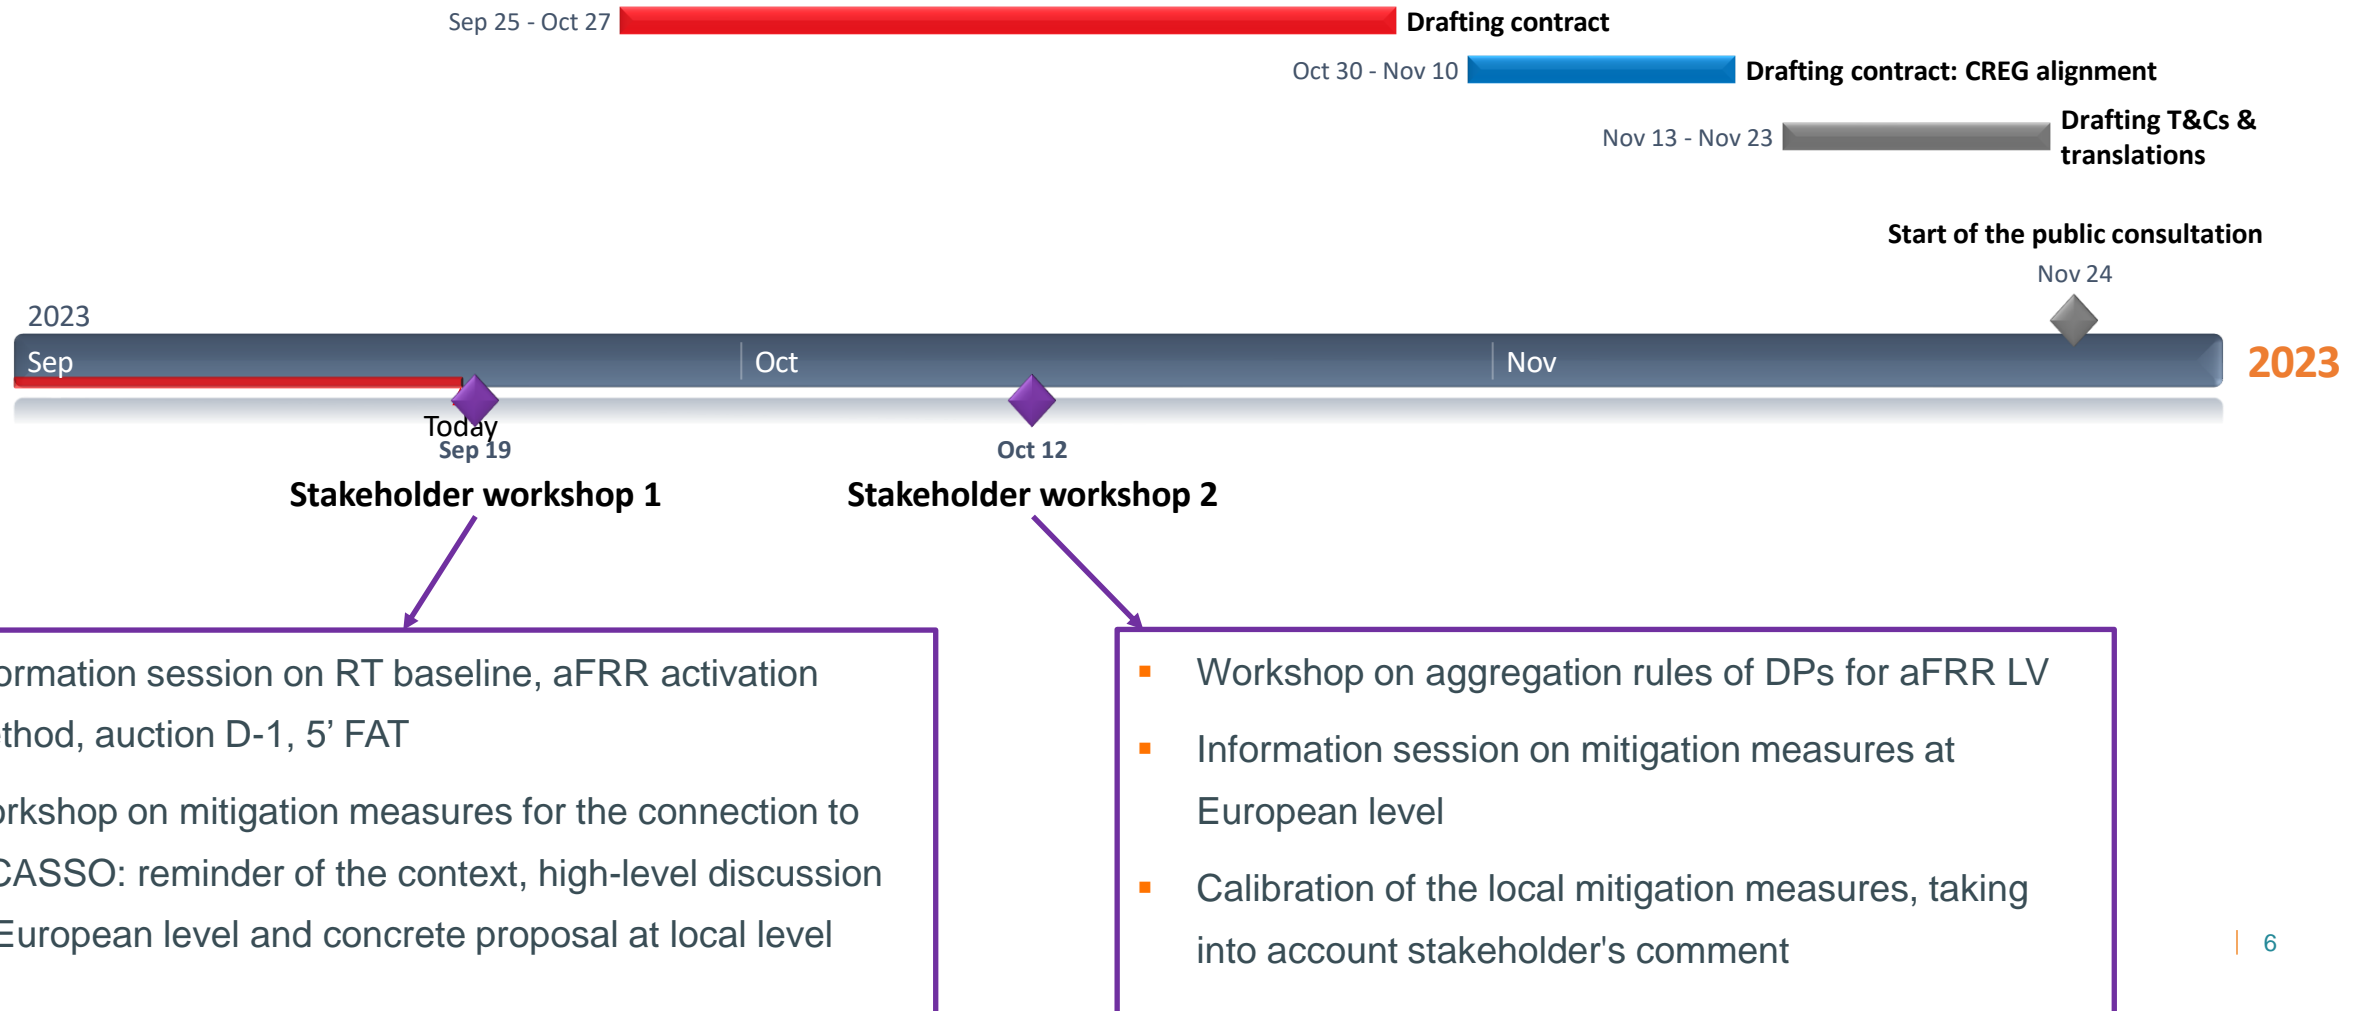 Sep 25 - Oct 27
Drafting contract
Oct 30 - Nov 10
Drafting contract: CREG alignment
Nov 13 - Nov 23
Drafting T&Cs &
translations
Start of the public consultation
Nov 24
2023
Sep
Oct
Nov
2023
Today
Sep 19
Oct 12
Stakeholder workshop 1
Stakeholder workshop 2
ormation session on RT baseline, aFRR activation
ethod, auction D-1, 5’ FAT
orkshop on mitigation measures for the connection to
CASSO: reminder of the context, high-level discussion
European level and concrete proposal at local level
▪ Workshop on aggregation rules of DPs for aFRR LV
▪ Information session on mitigation measures at
European level
▪ Calibration of the local mitigation measures, taking
into account stakeholder's comment
| 6